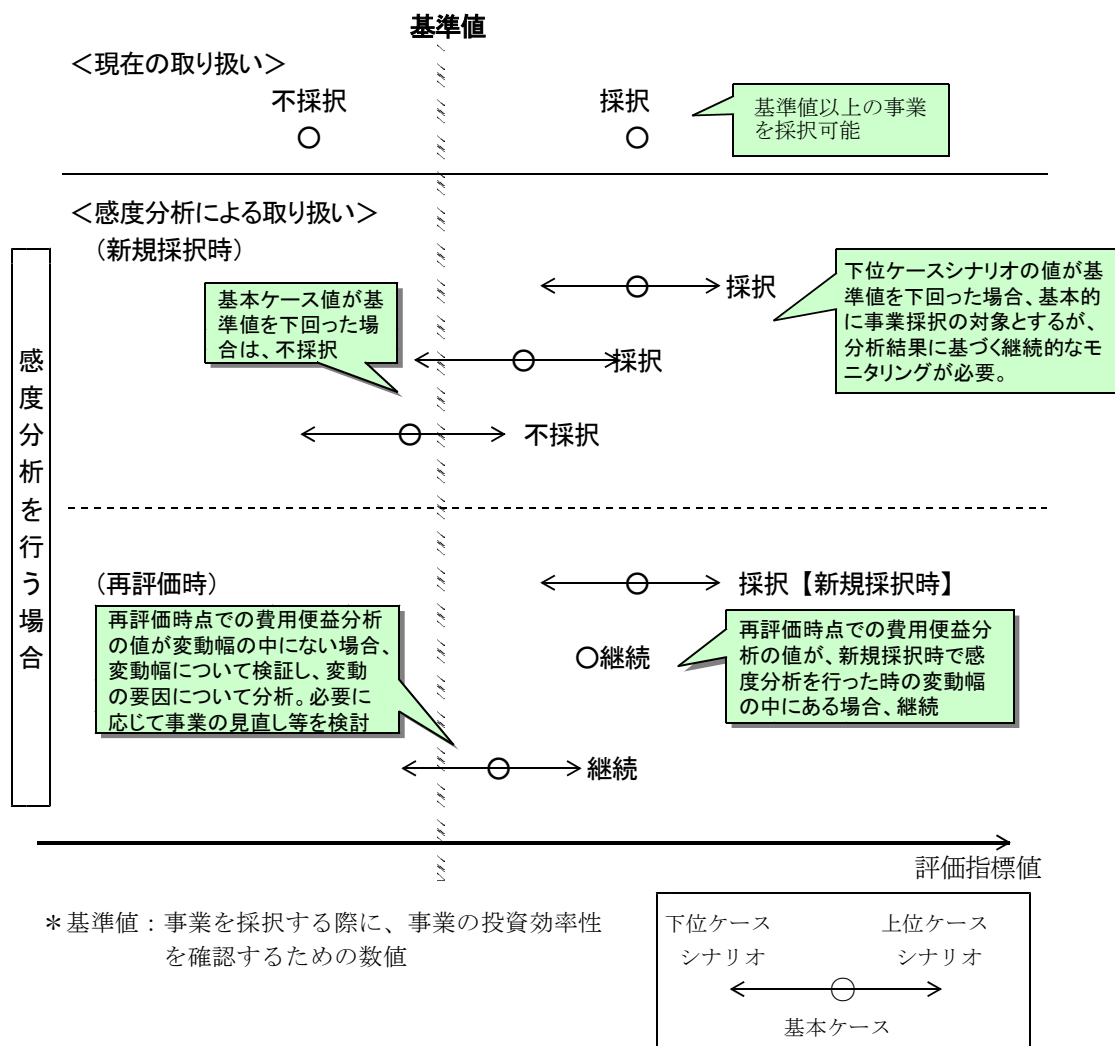 基準値
＜現在の取り扱い＞
不採択
採択
基準値以上の事業
を採択可能
＜感度分析による取り扱い＞
（新規採択時）
採択
下位ケースシナリオの値が
基準値を下回った場合、基本的
に事業採択の対象とするが、
分析結果に基づく継続的なモ
ニタリングが必要。
基本ケース値が基
準値を下回った場
合は、不採択
採択
不採択
感度分析を行う場合
（再評価時）
採択【新規採択時】
再評価時点での費用便益分析
の値が変動幅の中にない場合、
変動幅について検証し、変動
の要因について分析。必要に
応じて事業の見直し等を検討
継続
再評価時点での費用便益分
析の値が、新規採択時で感
度分析を行った時の変動幅
の中にある場合、継続
継続
評価指標値
＊基準値：事業を採択する際に、事業の投資効率性
を確認するための数値
下位ケース
シナリオ
上位ケース
シナリオ
基本ケース